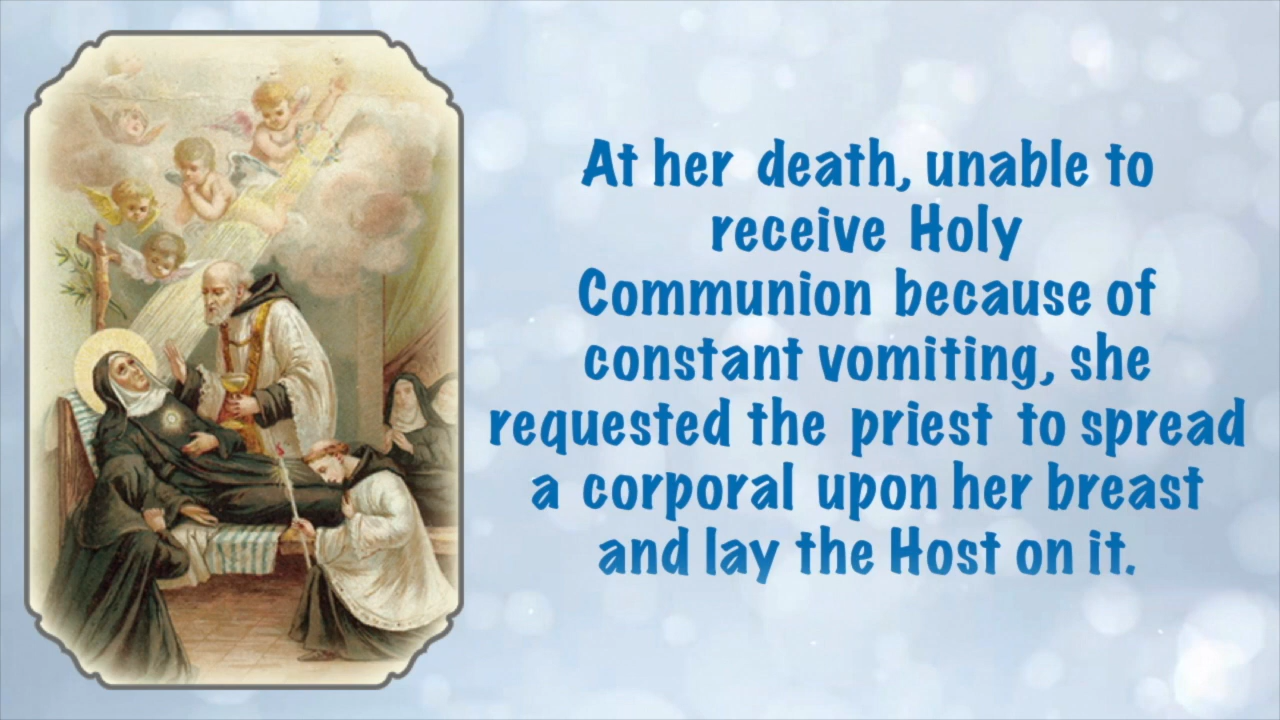 At her death, unable to
receive Holy
Communion because of
constant vomiting, she
requested the priest to spread
a corporal upon her breast
and lay the Host on it.